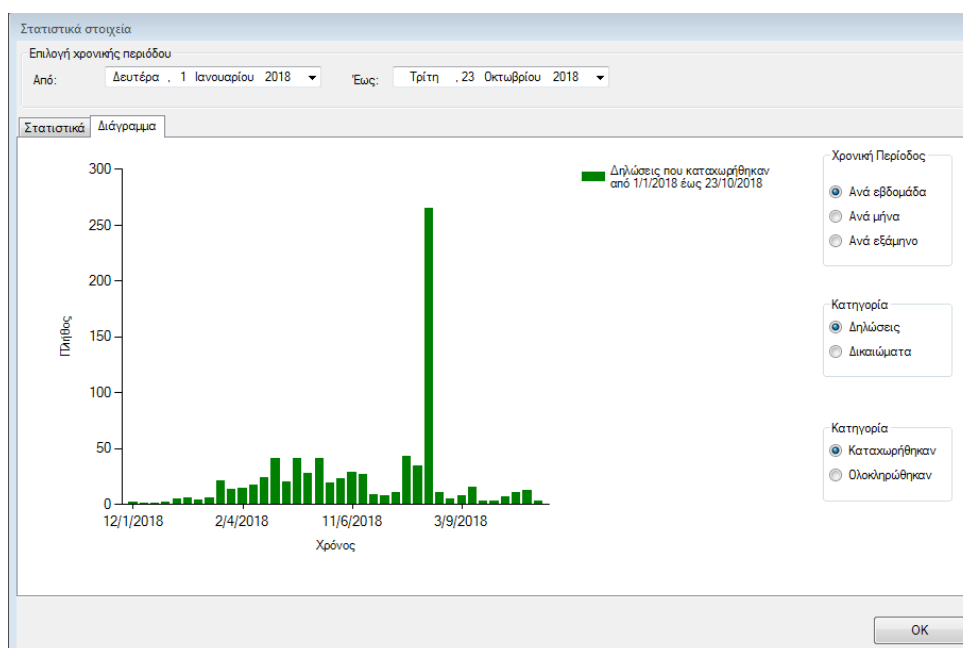 Στατιστικά στοιχεία
Επιλογή χρονικής περιόδου
Από: Δευτέρα , 1 Ιανουαρίου 2018 Έως: Τρίτη , 23 Οκτωβρίου 2018
Στατιστικά Διάγραμμα
300
250
200
150
100
50
0
Πλήθος
12/1/2018 2/4/2018 11/6/2018 3/9/2018
Χρόνος
Δηλώσεις που καταχωρήθηκαν
από 1/1/2018 έως 23/10/2018
Χρονική Περίοδος
Ανά εβδομάδα
Ανά μήνα
Ανά εξάμηνο
Κατηγορία
Δηλώσεις
Δικαιώματα
Κατηγορία
Καταχωρήθηκαν
Ολοκληρώθηκαν
OK